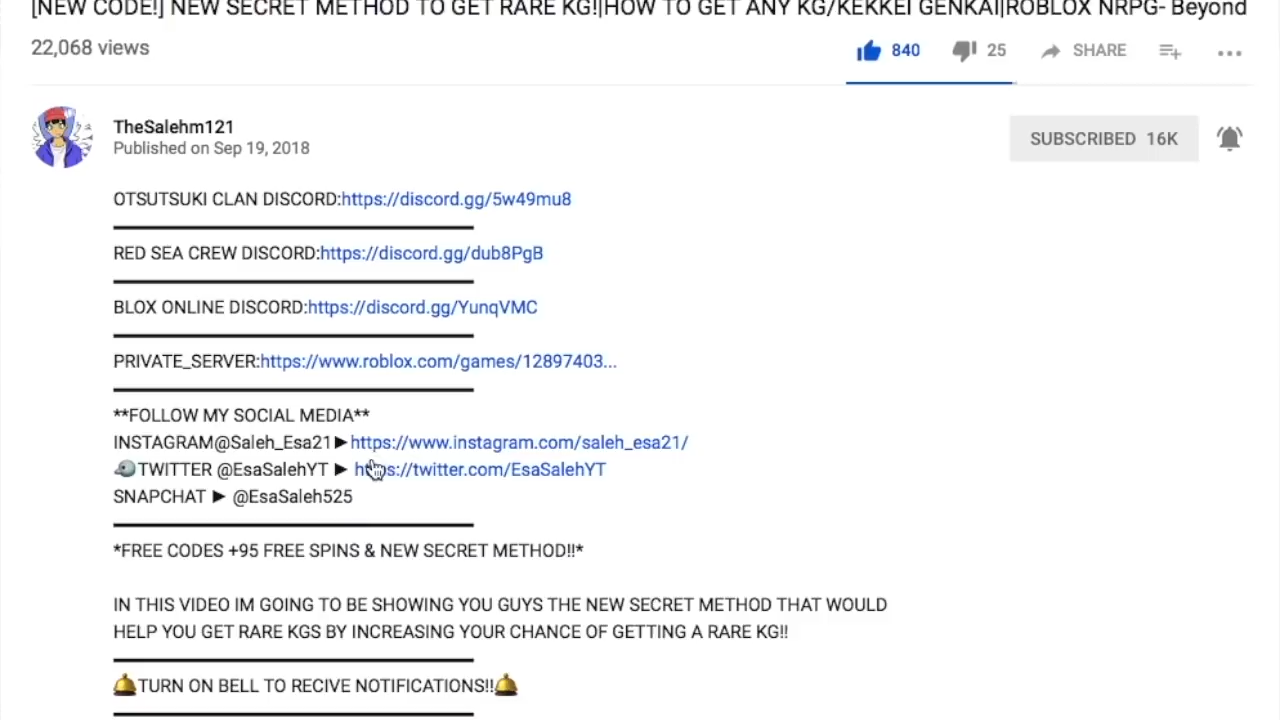 [NEW CODE!] NEW SECRET METHOD TO GET RARE KG!|HOW TO GET ANY KG/KEKKEI GENKAI|ROBLOX NRPG- Beyond
22,068 views
840
25
SHARE
TheSalehm121
Published on Sep 19, 2018
SUBSCRIBED 16K
OTSUTSUKI CLAN DISCORD:https://discord.gg/5w49mu8
RED SEA CREW DISCORD:https://discord.gg/dub8PgB
BLOX ONLINE DISCORD:https://discord.gg/YunqVMC
PRIVATE_SERVER:https://www.roblox.com/games/12897403...
**FOLLOW MY SOCIAL MEDIA**
INSTAGRAM@Saleh_Esa21►https://www.instagram.com/saleh_esa21/
TWITTER @EsaSalehYT ► https://twitter.com/EsaSalehYT
SNAPCHAT ► @EsaSaleh525
*FREE CODES +95 FREE SPINS & NEW SECRET METHOD!!*
IN THIS VIDEO IM GOING TO BE SHOWING YOU GUYS THE NEW SECRET METHOD THAT WOULD
HELP YOU GET RARE KGS BY INCREASING YOUR CHANCE OF GETTING A RARE KG!!
🔔TURN ON BELL TO RECIVE NOTIFICATIONS!!🔔